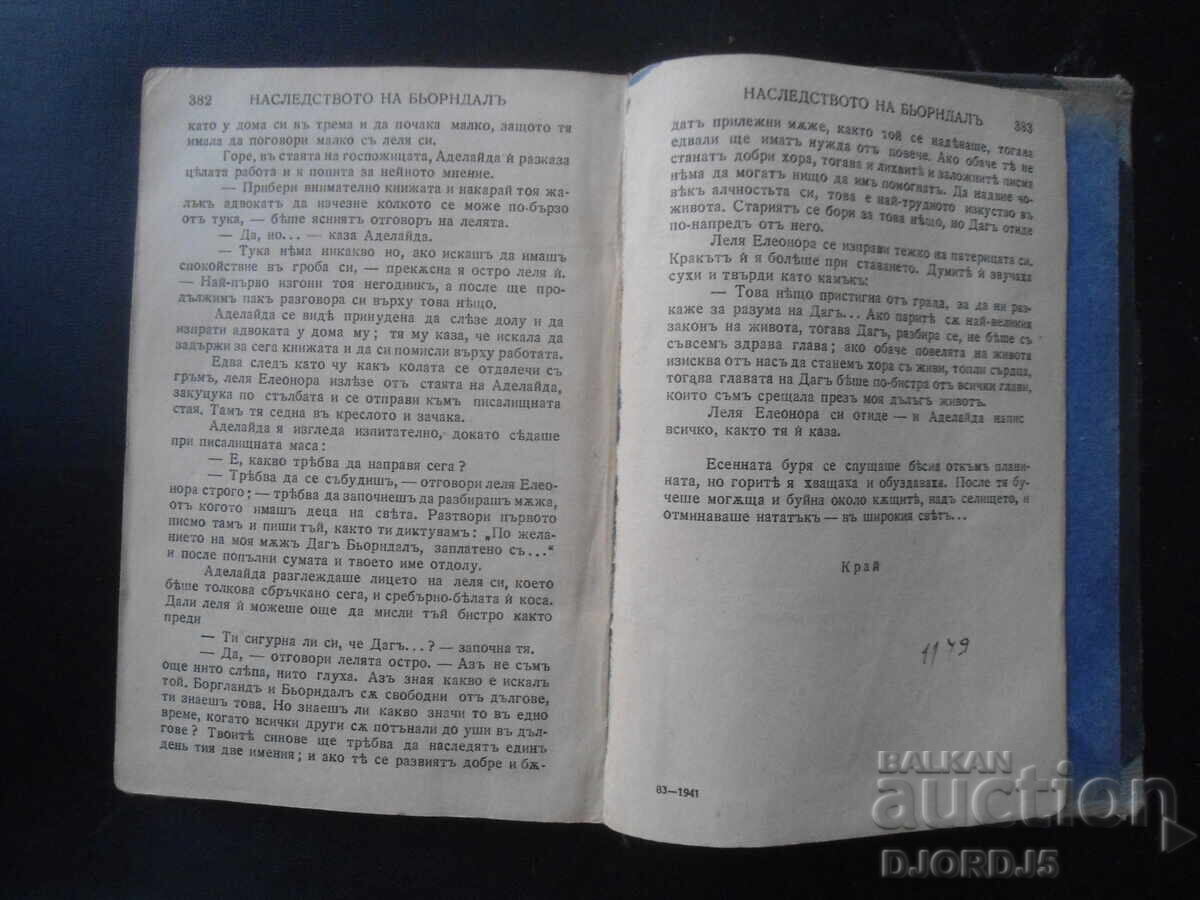 382 НАСЛЕДСТВОТО НА БЬОРНДАЛЪ
като у дома си въ трема и да почака малко, защото тя
имала да поговори малко съ леля си.
Горе, въ стаята на госпожицата, Аделайда ѝ разказа
цѣлата работа и я попита за нейното мнение.
— Прибери внимателно книжата и накарай тоя жа-
лъкъ адвокатъ да изчезне колкото се може по-бързо
отъ тука, — бѣше ясниятъ отговоръ на лелята.
— Да, но... — каза Аделайда.
— Тука нѣма никакво но, ако искашъ да имашъ
спокойствие въ гроба си, — прекѫсна я остро леля ѝ.
— Най-първо изгони тоя негодникъ, а после ще про-
дължимъ пакъ разговора си върху това нѣщо.
Аделайда се видѣ принудена да слѣзе долу и да
изпрати адвоката у дома му; тя му каза, че искала да
задържи за сега книжата и да си помисли върху работата.
Едва следъ като чу какъ колата се отдалечи съ
гръмъ, леля Елеонора излѣзе отъ стаята на Аделайда,
закуцука по стълбата и се отправи къмъ писалищната
стая. Тамъ тя седна въ креслото и зачака.
Аделайда я изгледа изпитателно, докато сѣдаше
при писалищната маса:
— Е, какво трѣбва да направя сега?
— Трѣбва да се събудишъ, — отговори леля Елео-
нора строго; — трѣбва да започнешъ да разбирашъ мѫжа,
отъ когото имашъ деца на свѣта. Разтвори първото
писмо тамъ и пиши тъй, както ти диктувамъ: „По жела-
нието на моя мѫжъ Дагъ Бьорндалъ, заплатено съ...“
и после попълни сумата и твоето име отдолу.
Аделайда разглеждаше лицето на леля си, което
бѣше толкова сбръчкано сега, и сребърно-бѣлата ѝ коса.
Дали леля ѝ можеше още да мисли тъй бистро както
преди
— Ти сигурна ли си, че Дагъ...? — започна тя.
— Да, — отговори лелята остро. — Азъ не съмъ
още нито слѣпа, нито глуха. Азъ зная какво е искалъ
той. Боргландъ и Бьорндалъ сѫ свободни отъ дългове,
ти знаешъ това. Но знаешъ ли какво значи то въ едно
време, когато всички други сѫ потънали до уши въ дъл-
гове? Твоитѣ синове ще трѣбва да наследятъ единъ
день тия две имения; и ако тѣ се развиятъ добре и бѫ-
НАСЛЕДСТВОТО НА БЬОРНДАЛЪ 383
датъ прилежни мѫже, както той се надѣваше, тогава
едвали ще иматъ нужда отъ повече. Ако обаче тѣ не
станатъ добри хора, тогава и лихвитѣ и заложнитѣ писма
нѣма да могатъ нищо да имъ помогнатъ. Да надвие чо-
вѣкъ алчностьта си, това е най-трудното изкуство въ
живота. Стариятъ се бори за това нѣщо, но Дагъ отиде
по-напредъ отъ него.
Леля Елеонора се изправи тежко на патерицата си.
Кракътъ ѝ я болѣше при ставането. Думитѣ ѝ звучаха
сухи и твърди като камъкъ:
— Това нѣщо пристигна отъ града, за да ни раз-
каже за разума на Дагъ... Ако паритѣ сѫ най-великия
законъ на живота, тогава Дагъ, разбира се, не бѣше съ
съвсемъ здрава глава; ако обаче повелята на живота
изисква отъ насъ да станемъ хора съ живи, топли сърдца,
тогава главата на Дагъ бѣше по-бистра отъ всички глави,
които съмъ срещала презъ моя дълъгъ животъ.
Леля Елеонора си отиде — и Аделайда написа
всичко, както тя ѝ каза.
Есенната буря се спущаше бѣсна откъмъ плани-
ната, но горитѣ я хващаха и обуздаваха. После тя бу-
чеше могѫща и буйна около кѫщитѣ, надъ селището, и
отминаваше нататъкъ — въ широкия свѣтъ...
Край
1179
83—1941
BALKAN
auction
DJORDJ5